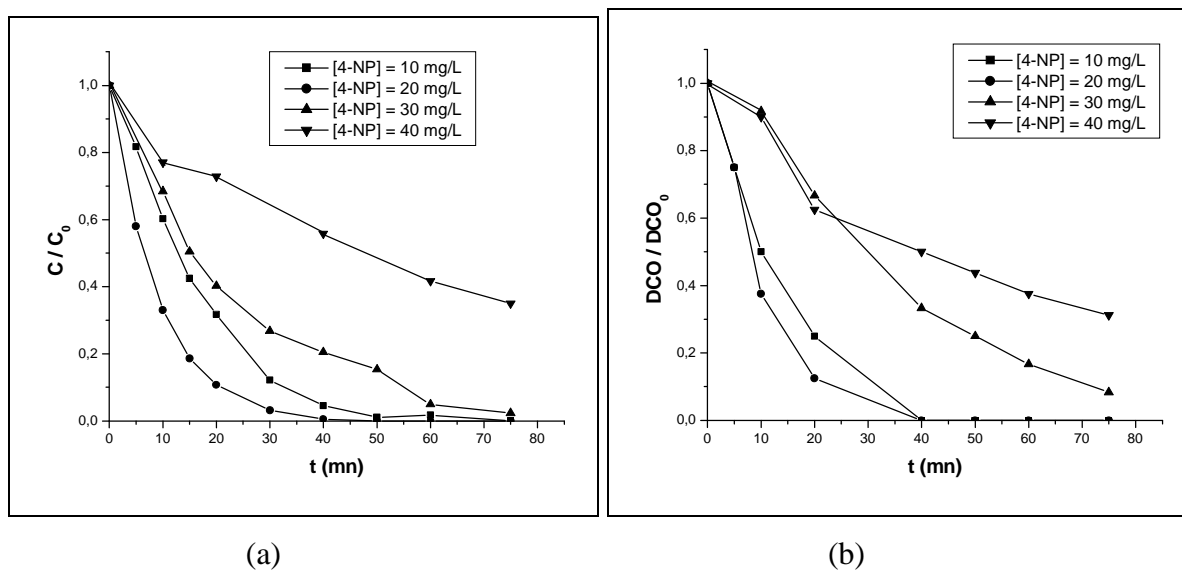 [4-NP] = 10 mg/L
[4-NP] = 20 mg/L
[4-NP] = 30 mg/L
[4-NP] = 40 mg/L
1,0
0,8
0,6
0,4
0,2
0,0
C / C0
0 10 20 30 40 50 60 70 80
t (mn)
(a)
[4-NP] = 10 mg/L
[4-NP] = 20 mg/L
[4-NP] = 30 mg/L
[4-NP] = 40 mg/L
1,0
0,8
0,6
0,4
0,2
0,0
DCO / DCO0
0 10 20 30 40 50 60 70 80
t (mn)
(b)